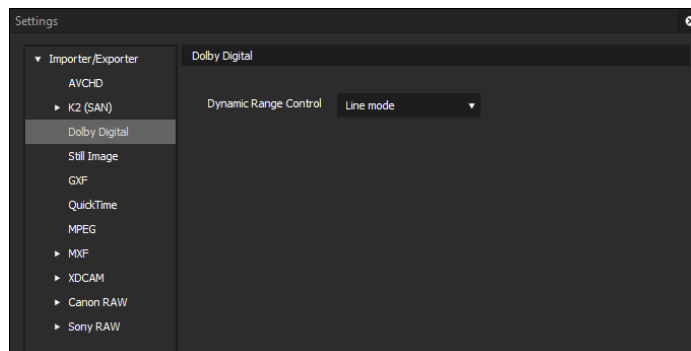 Settings
Importer/Exporter
AVCHD
K2 (SAN)
Dolby Digital
Still Image
GXF
QuickTime
MPEG
MXF
XDCAM
Canon RAW
Sony RAW
Dolby Digital
Dynamic Range Control
Line mode